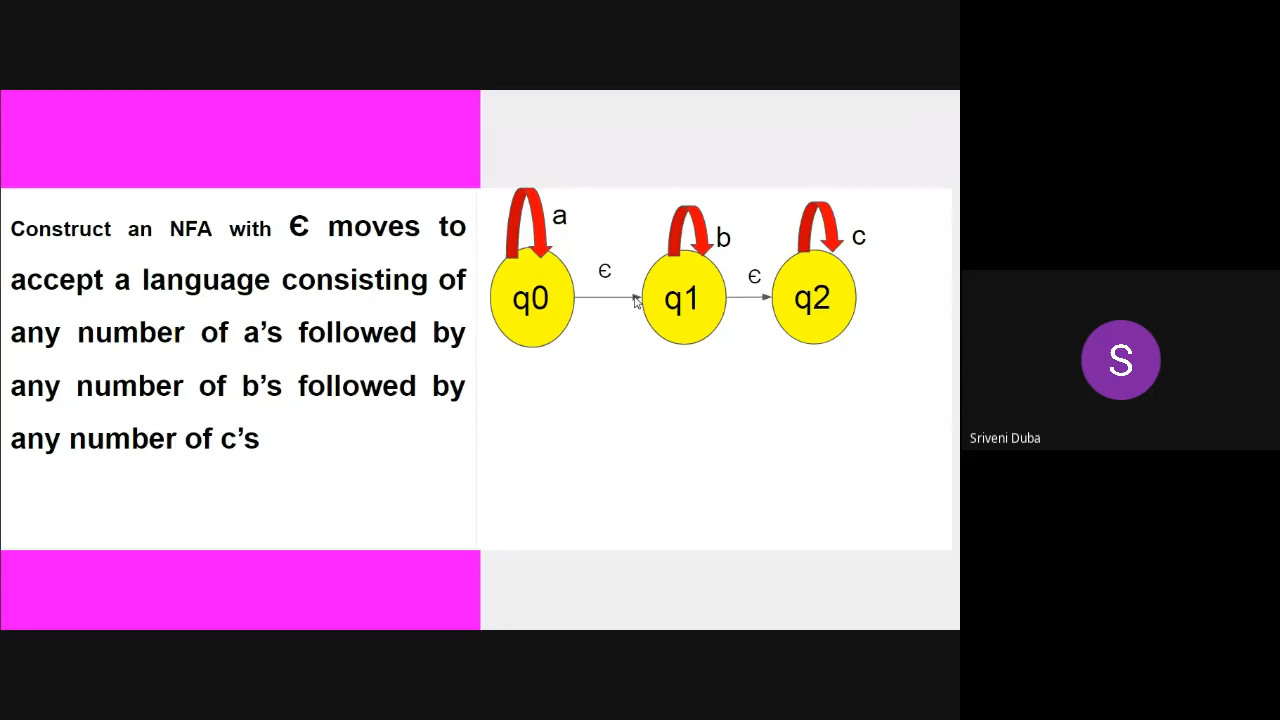 Construct an NFA with Є moves to
accept a language consisting of
any number of a’s followed by
any number of b’s followed by
any number of c’s
a
b
c
Є
Є
q0
q1
q2
S
Sriveni Duba